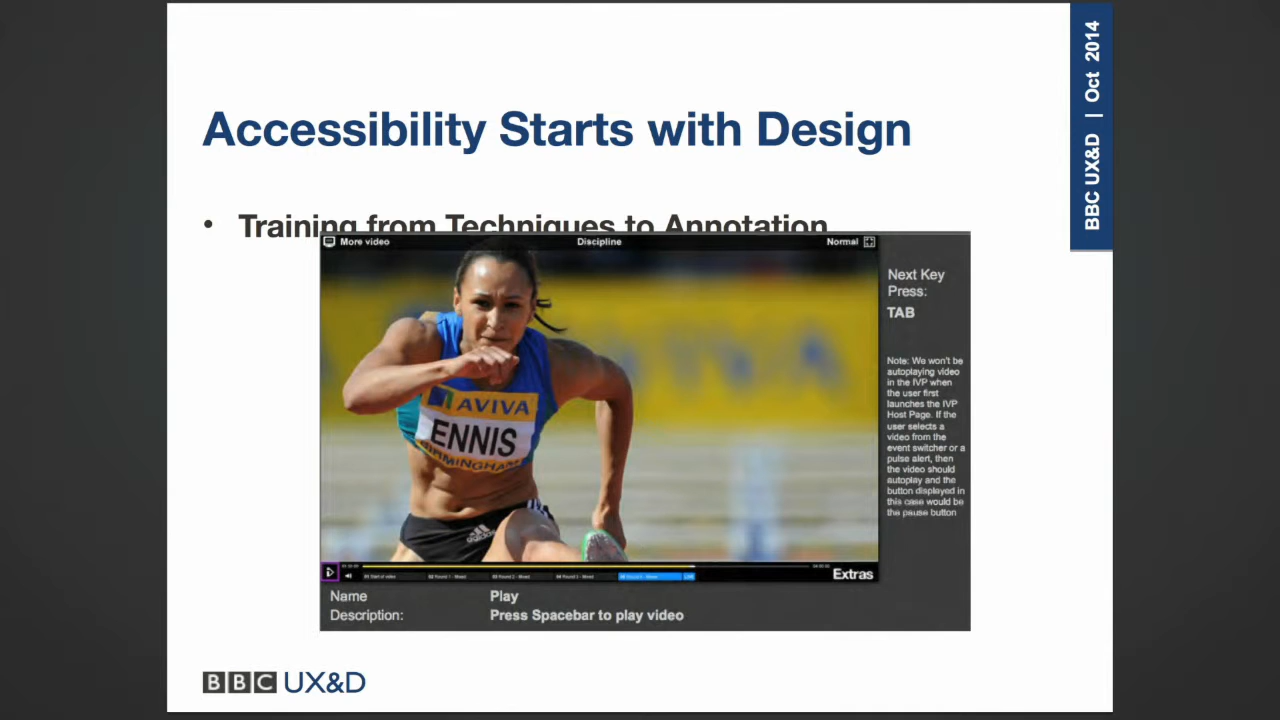 BBC UX&D | Oct 2014
Accessibility Starts with Design
• Training from Techniques to Annotation
More video
Discipline
Normal
AVIVA
ENNIS
BIRMINGHAM
adidas
Next Key
Press:
TAB
Note: We won't be
autoplaying video
in the IVP when
the user first
launches the IVP
Host Page. If the
user selects a
video from the
event switcher or a
pulse alert, then
the video should
autoplay and the
button displayed in
this case would be
the pause button
Extras
Name Play
Description: Press Spacebar to play video
BBC UX&D